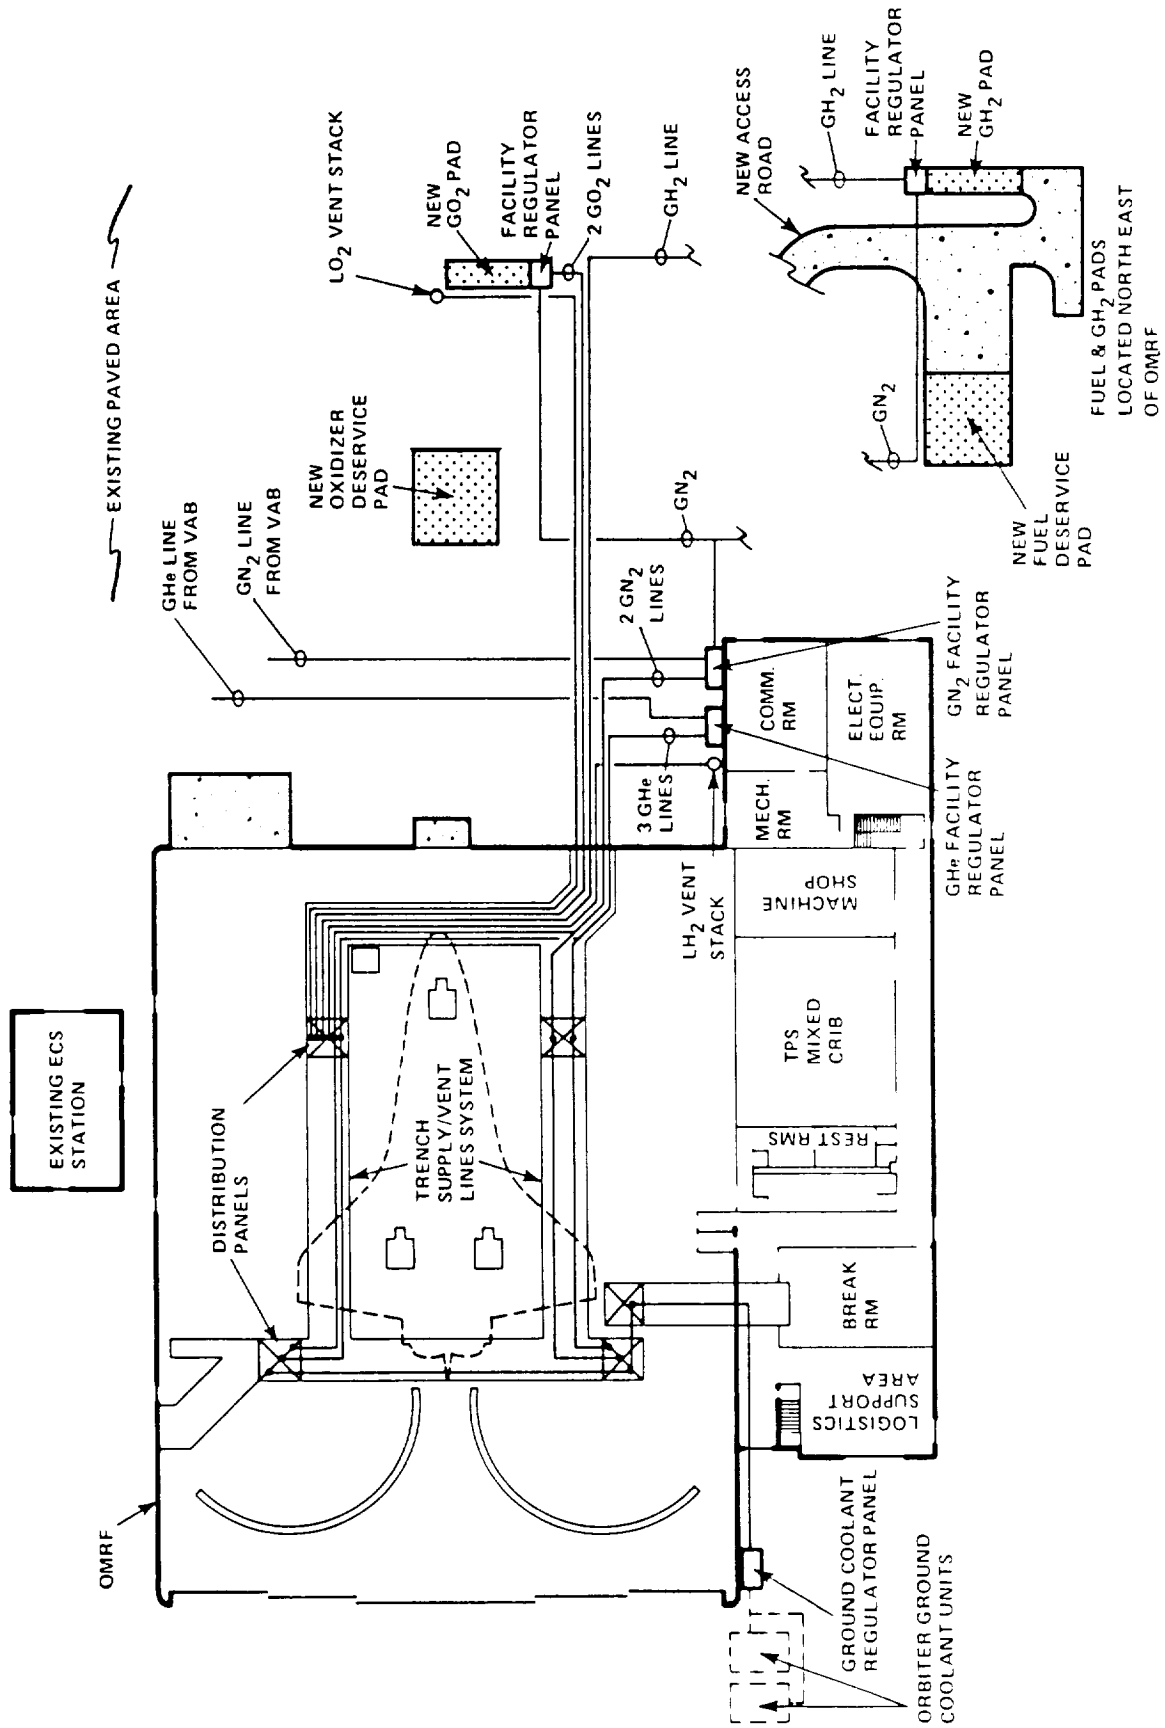 EXISTING ECS
STATION
OMRF
DISTRIBUTION
PANELS
TRENCH
SUPPLY/VENT
LINES SYSTEM
GHe LINE
FROM VAB
GN2 LINE
FROM VAB
EXISTING PAVED AREA
NEW
OXIDIZER
DESERVICE
PAD
LO2 VENT STACK
NEW
GO2 PAD
FACILITY
REGULATOR
PANEL
2 GO2 LINES
GH2 LINE
GN2
2 GN2
LINES
3 GHe
LINES
LH2 VENT
STACK
ORBITER GROUND
COOLANT UNITS
GROUND COOLANT
REGULATOR PANEL
LOGISTICS
SUPPORT
AREA
BREAK
RM
REST RMS
TPS
MIXED
CRIB
MACHINE
SHOP
MECH.
RM
COMM.
RM
ELECT.
EQUIP.
RM
GHe FACILITY
REGULATOR
PANEL
GN2 FACILITY
REGULATOR
PANEL
NEW ACCESS
ROAD
GH2 LINE
FACILITY
REGULATOR
PANEL
NEW
GH2 PAD
GN2
NEW
FUEL
DESERVICE
PAD
FUEL & GH2 PADS
LOCATED NORTH EAST
OF OMRF